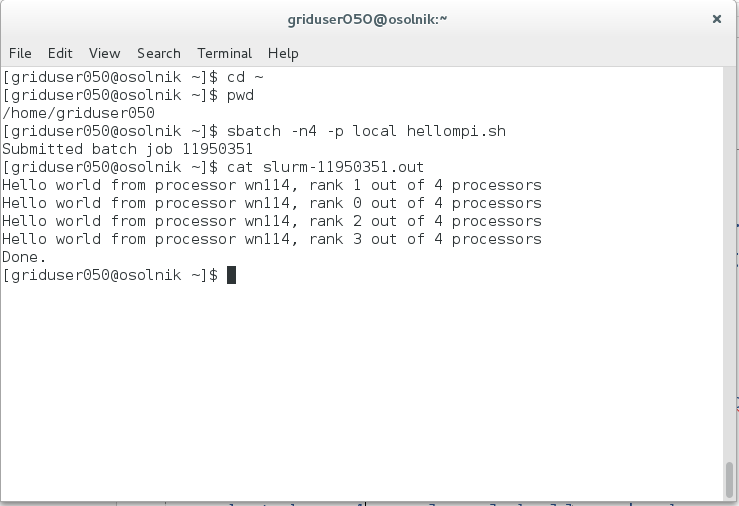 griduser050@osolnik:~
File Edit View Search Terminal Help
[griduser050@osolnik ~]$ cd ~
[griduser050@osolnik ~]$ pwd
/home/griduser050
[griduser050@osolnik ~]$ sbatch -n4 -p local hellompi.sh
Submitted batch job 11950351
[griduser050@osolnik ~]$ cat slurm-11950351.out
Hello world from processor wn114, rank 1 out of 4 processors
Hello world from processor wn114, rank 0 out of 4 processors
Hello world from processor wn114, rank 2 out of 4 processors
Hello world from processor wn114, rank 3 out of 4 processors
Done.
[griduser050@osolnik ~]$